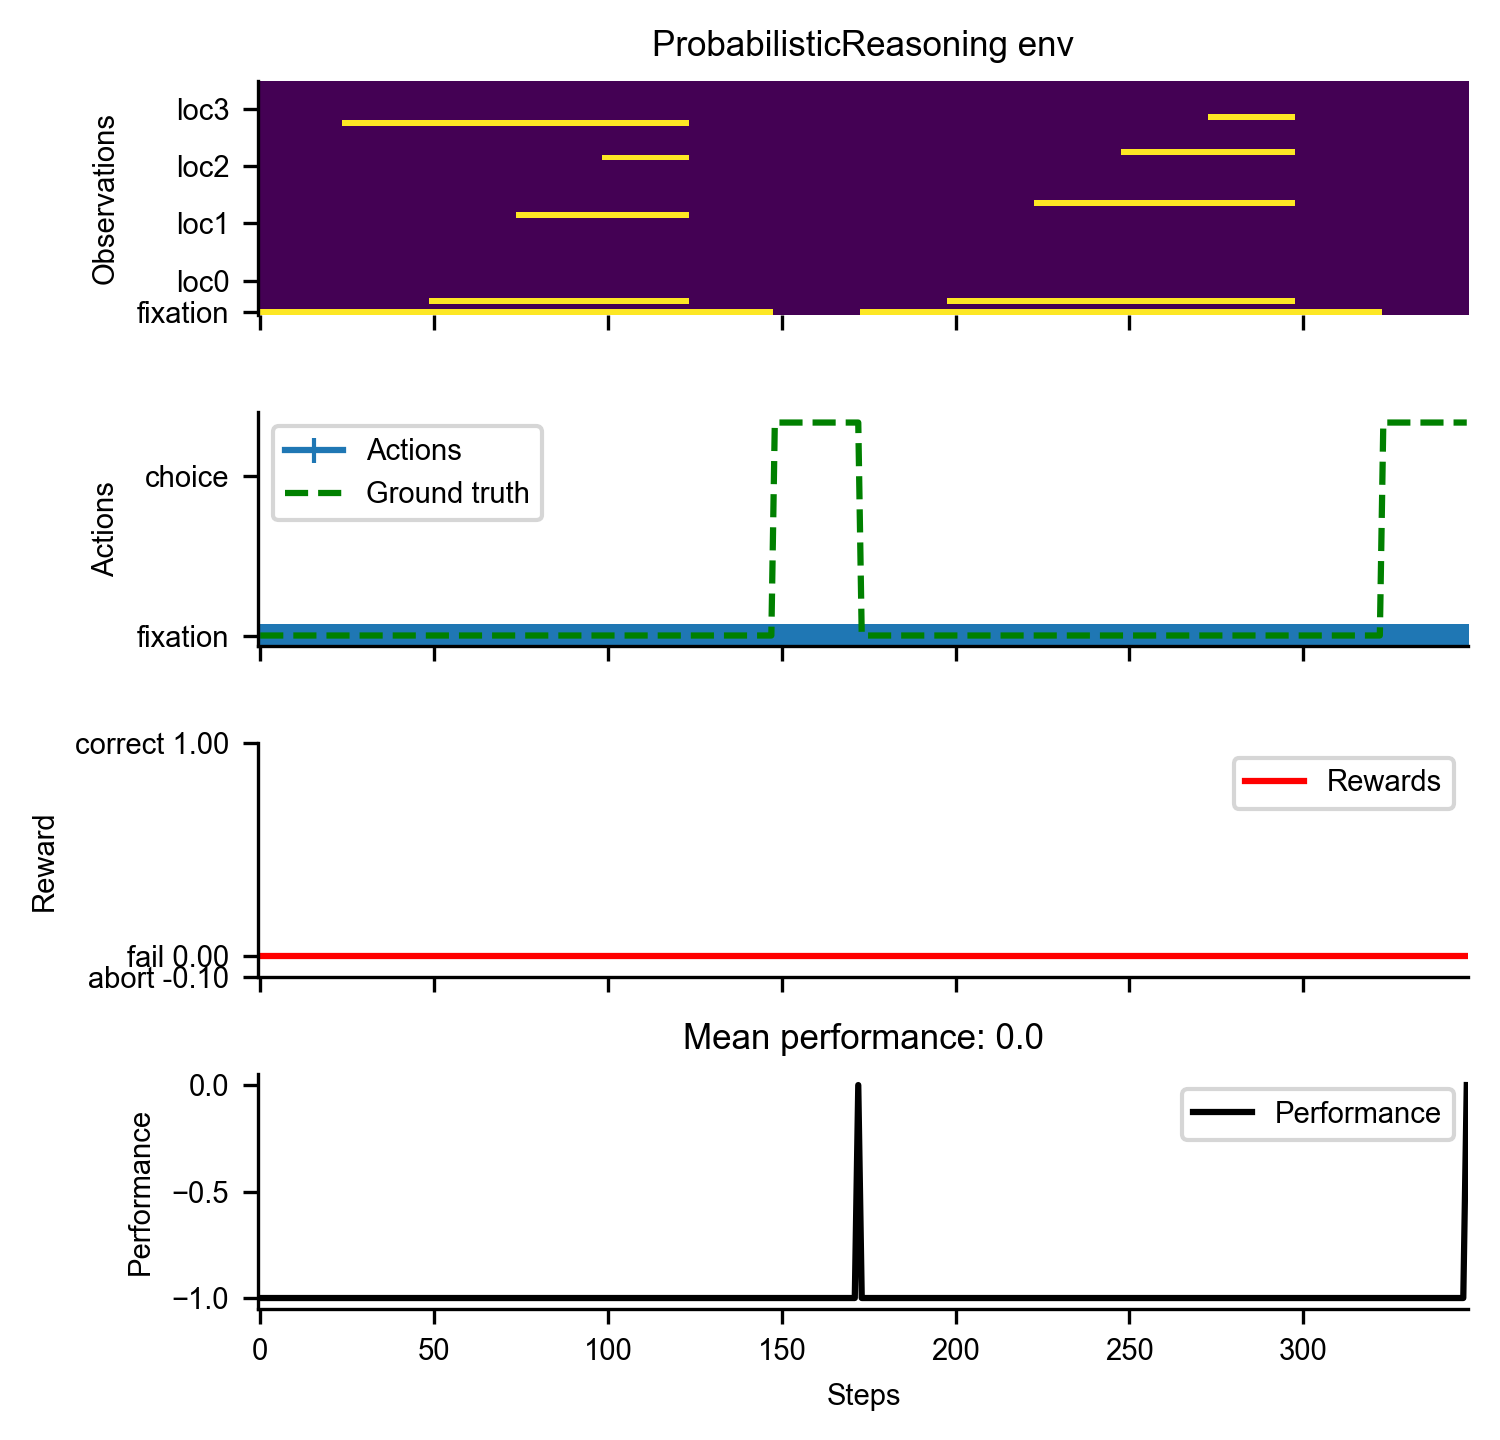 ProbabilisticReasoning env
Observations
loc3
loc2
loc1
loc0
fixation
Actions
choice
fixation
Actions
Ground truth
Reward
correct 1.00
fail 0.00
abort -0.10
Rewards
Mean performance: 0.0
Performance
0.0
−0.5
−1.0
Performance
0 50 100 150 200 250 300
Steps